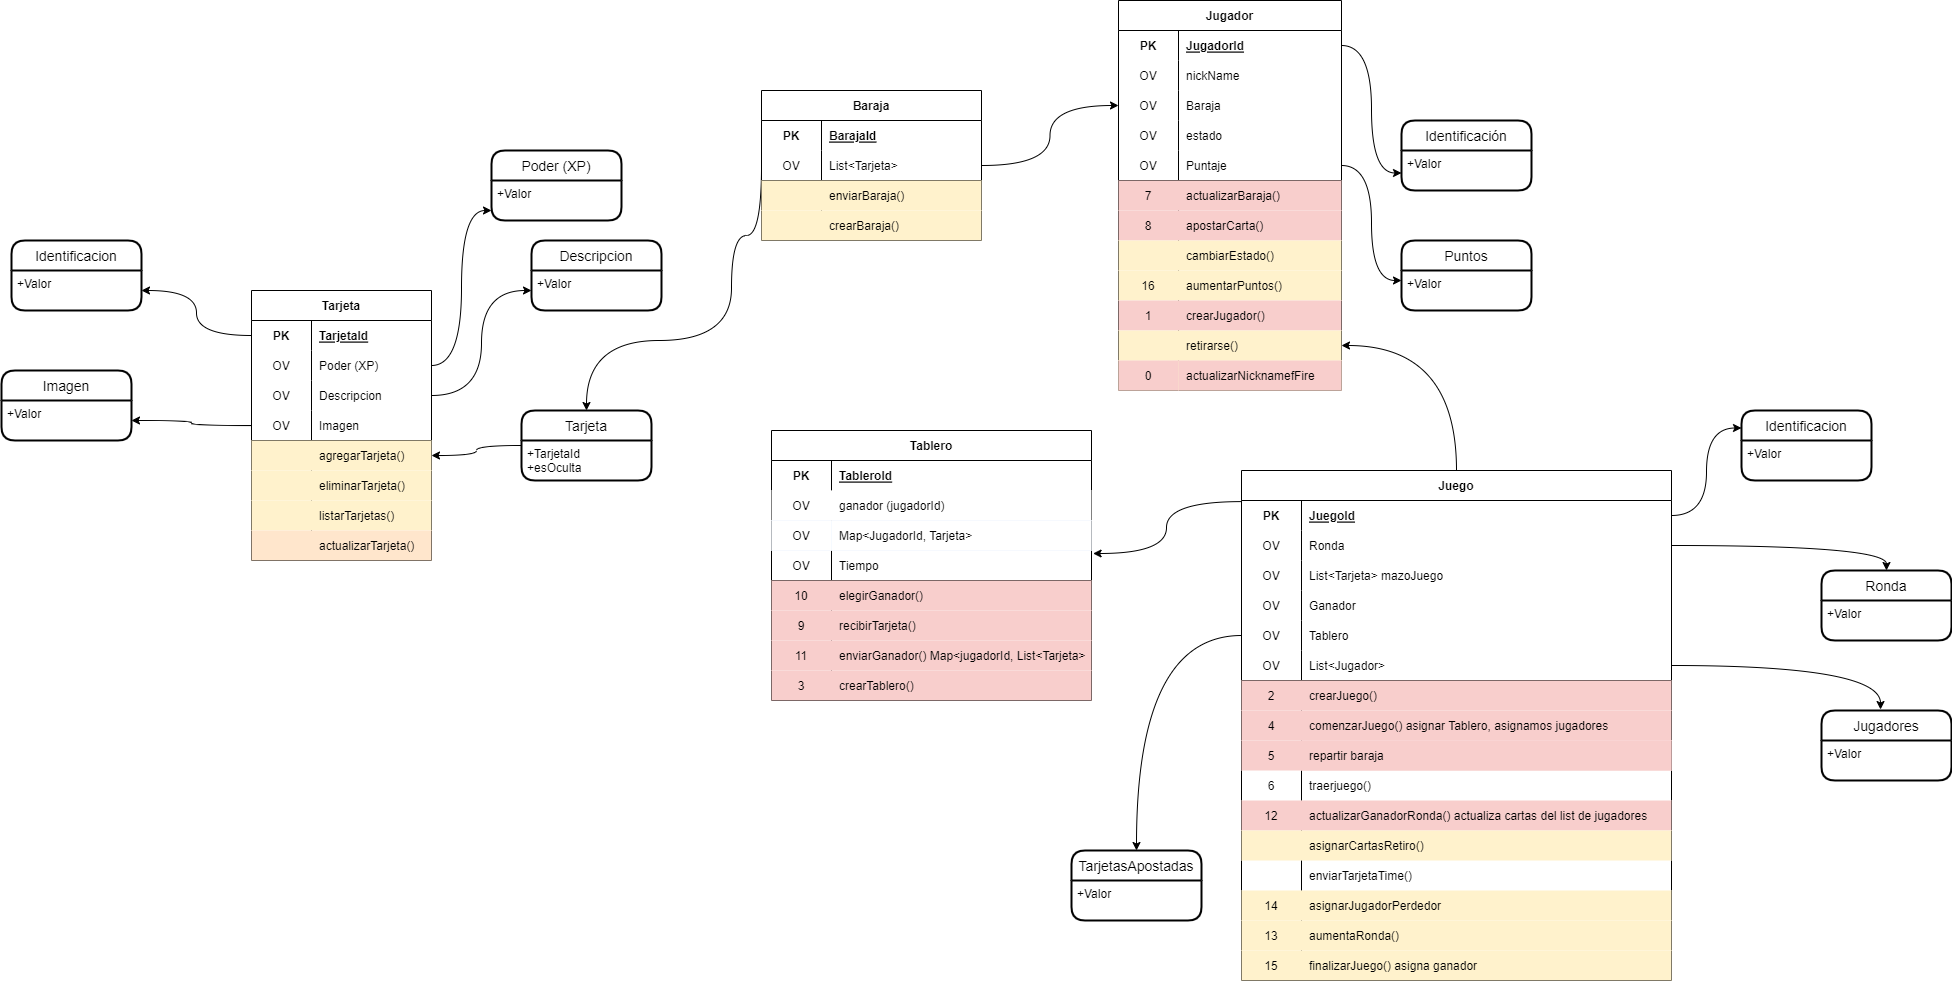 Jugador
PK JugadorId
OV nickName
OV Baraja
OV estado
OV Puntaje
7 actualizarBaraja()
8 apostarCarta()
cambiarEstado()
16 aumentarPuntos()
1 crearJugador()
retirarse()
0 actualizarNicknamefFire
Identificación
+Valor
Puntos
+Valor
Baraja
PK BarajaId
OV List<Tarjeta>
enviarBaraja()
crearBaraja()
Poder (XP)
+Valor
Identificacion
+Valor
Descripcion
+Valor
Imagen
+Valor
Tarjeta
PK TarjetaId
OV Poder (XP)
OV Descripcion
OV Imagen
agregarTarjeta()
eliminarTarjeta()
listarTarjetas()
actualizarTarjeta()
Tarjeta
+TarjetaId
+esOculta
Tablero
PK TableroId
OV ganador (jugadorId)
OV Map<JugadorId, Tarjeta>
OV Tiempo
10 elegirGanador()
9 recibirTarjeta()
11 enviarGanador() Map<jugadorId, List<Tarjeta>
3 crearTablero()
Juego
PK JuegoId
OV Ronda
OV List<Tarjeta> mazoJuego
OV Ganador
OV Tablero
OV List<Jugador>
2 crearJuego()
4 comenzarJuego() asignar Tablero, asignamos jugadores
5 repartir baraja
6 traerjuego()
12 actualizarGanadorRonda() actualiza cartas del list de jugadores
asignarCartasRetiro()
enviarTarjetaTime()
14 asignarJugadorPerdedor
13 aumentaRonda()
15 finalizarJuego() asigna ganador
Identificacion
+Valor
Ronda
+Valor
Jugadores
+Valor
TarjetasApostadas
+Valor